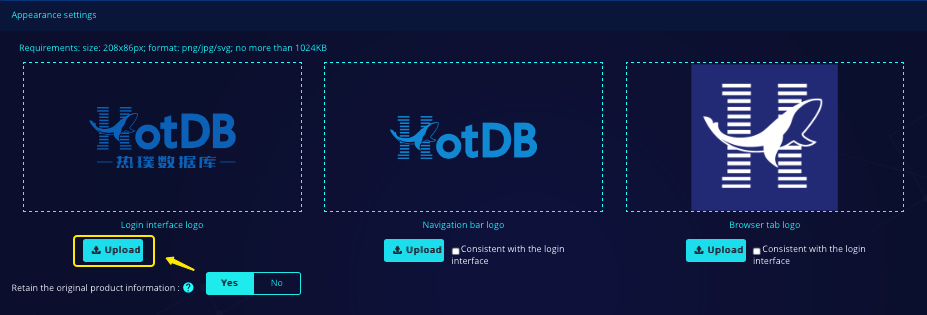 Appearance settings
Requirements: size: 208x86px; format: png/jpg/svg; no more than 1024KB
HotDB
热璞数据库
HotDB
H
Login interface logo
Navigation bar logo
Browser tab logo
Upload
Upload
Consistent with the login
interface
Upload
Consistent with the login
interface
Retain the original product information : ?
Yes
No